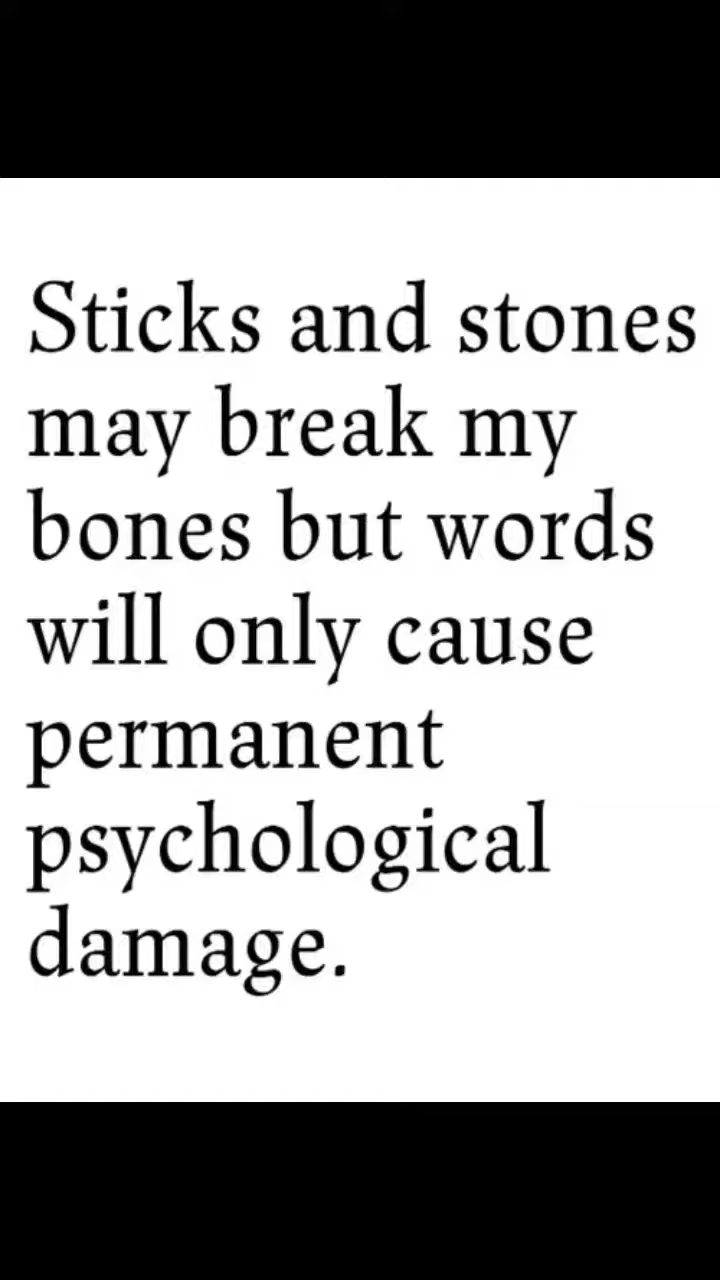 Sticks and stones
may break my
bones but words
will only cause
permanent
psychological
damage.